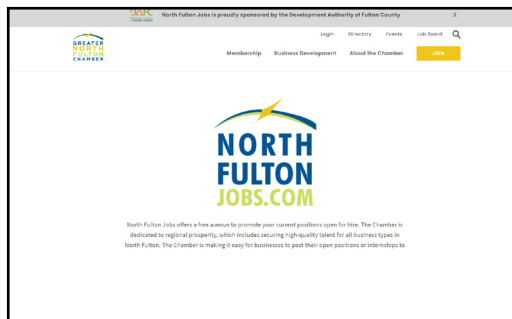 North Fulton Jobs is proudly sponsored by the Development Authority of Fulton County X
Login Directory Events Job Board
GREATER
NORTH
FULTON
CHAMBER
Membership Business Development About the Chamber JOIN
NORTH
FULTON
JOBS.COM
North Fulton Jobs offers a free avenue to promote your current positions open for hire. The Chamber is
dedicated to regional prosperity, which includes securing high-quality talent for all business types in
North Fulton. The Chamber is making it easy for businesses to post their open positions or internships to